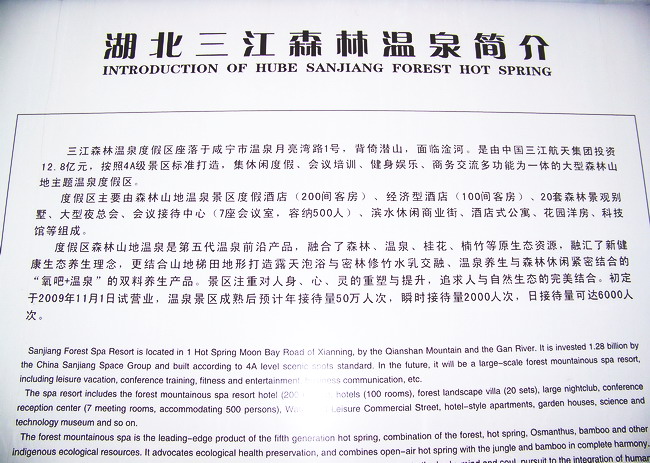 湖北三江森林温泉简介
INTRODUCTION OF HUBE SANJIANG FOREST HOT SPRING
三江森林温泉度假区座落于咸宁市温泉月亮湾路1号，背倚潜山，面临淦河。是由中国三江航天集团投资
12.8亿元，按照4A级景区标准打造，集休闲度假、会议培训、健身娱乐、商务交流多功能为一体的大型森林山
地主题温泉度假区。
度假区主要由森林山地温泉景区度假酒店（200间客房）、经济型酒店（100间客房）、20套森林景观别
墅、大型夜总会、会议接待中心（7座会议室，容纳500人）、滨水休闲商业街、酒店式公寓、花园洋房、科技
馆等组成。
度假区森林山地温泉是第五代温泉前沿产品，融合了森林、温泉、桂花、楠竹等原生态资源，融汇了新健
康生态养生理念，更结合山地梯田地形打造露天泡浴与密林修竹水乳交融、温泉养生与森林休闲紧密结合的
“氧吧+温泉”的双料养生产品。景区注重对人身、心、灵的重塑与提升，追求人与自然生态的完美结合。初定
于2009年11月1日试营业，温泉景区成熟后预计年接待量50万人次，瞬时接待量2000人次，日接待量可达6000人
次。
Sanjiang Forest Spa Resort is located in 1 Hot Spring Moon Bay Road of Xianning, by the Qianshan Mountain and the Gan River. It is invested 1.28 billion by
the China Sanjiang Space Group and built according to 4A level scenic spots standard. In the future, it will be a large-scale forest mountainous spa resort,
including leisure vacation, conference training, fitness and entertainment, business communication, etc.
The spa resort includes the forest mountainous spa resort hotel (200 hotels (100 rooms), forest landscape villa (20 sets), large nightclub, conference
reception center (7 meeting rooms, accommodating 500 persons), Leisure Commercial Street, hotel-style apartments, garden houses, science and
technology museum and so on.
The forest mountainous spa is the leading-edge product of the fifth generation hot spring, combination of the forest, hot spring, Osmanthus, bamboo and other
indigenous ecological resources. It advocates ecological health preservation, and combines open-air hot spring with the jungle and bamboo in complete harmony.
mind and soul, pursuit to the integration of human